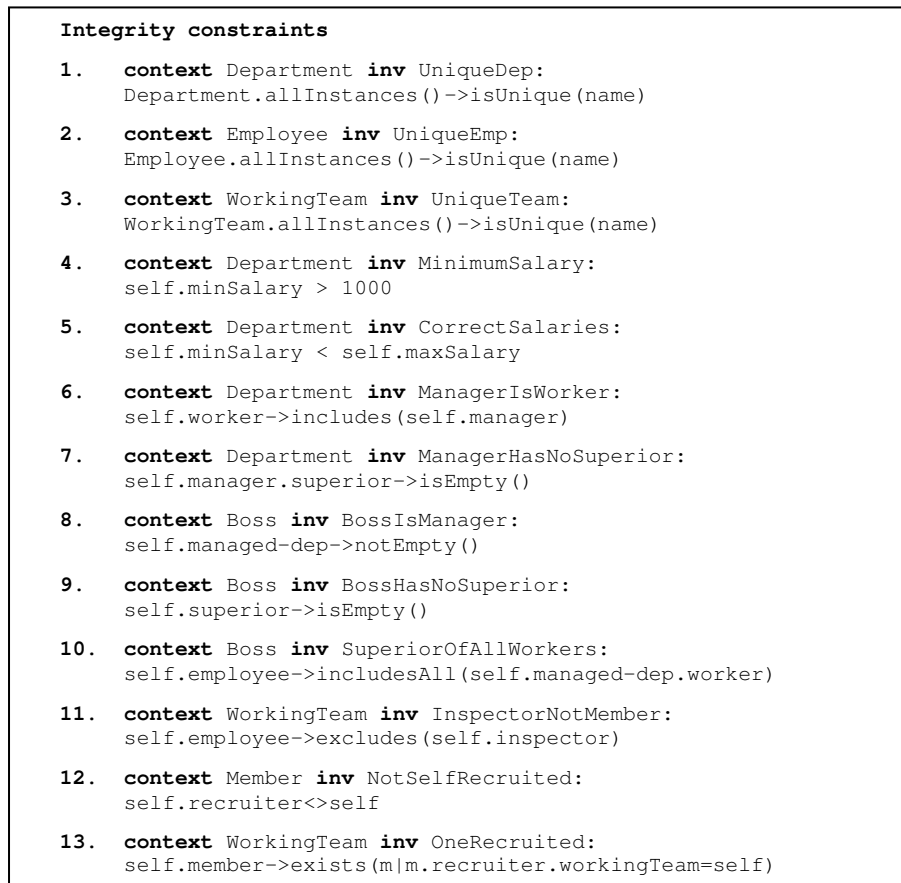 Integrity constraints
1. context Department inv UniqueDep:
Department.allInstances()->isUnique(name)
2. context Employee inv UniqueEmp:
Employee.allInstances()->isUnique(name)
3. context WorkingTeam inv UniqueTeam:
WorkingTeam.allInstances()->isUnique(name)
4. context Department inv MinimumSalary:
self.minSalary > 1000
5. context Department inv CorrectSalaries:
self.minSalary < self.maxSalary
6. context Department inv ManagerIsWorker:
self.worker->includes(self.manager)
7. context Department inv ManagerHasNoSuperior:
self.manager.superior->isEmpty()
8. context Boss inv BossIsManager:
self.managed-dep->notEmpty()
9. context Boss inv BossHasNoSuperior:
self.superior->isEmpty()
10. context Boss inv SuperiorOfAllWorkers:
self.employee->includesAll(self.managed-dep.worker)
11. context WorkingTeam inv InspectorNotMember:
self.employee->excludes(self.inspector)
12. context Member inv NotSelfRecruited:
self.recruiter<>self
13. context WorkingTeam inv OneRecruited:
self.member->exists(m|m.recruiter.workingTeam=self)